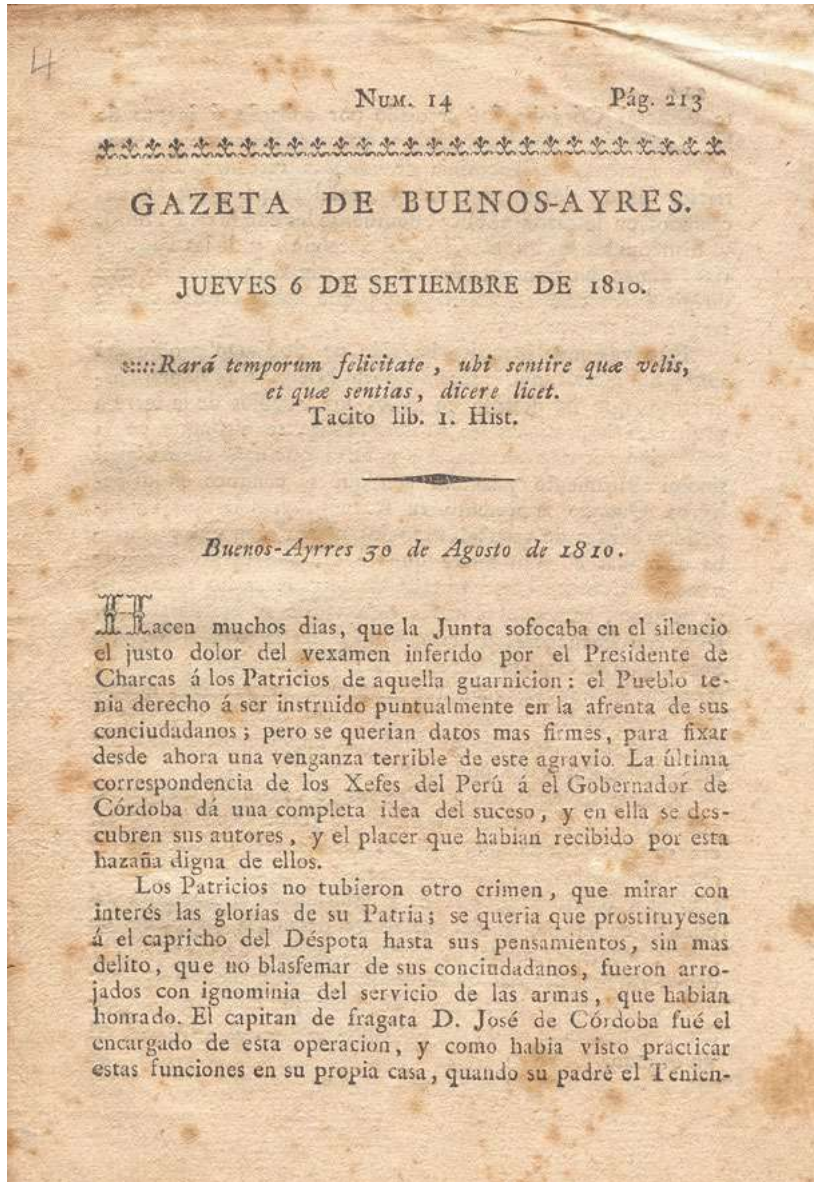 4
Num. 14 Pág. 213
GAZETA DE BUENOS-AYRES.
JUEVES 6 DE SETIEMBRE DE 1810.
:::::Rará temporum felicitate , ubi sentire quæ velis,
et quæ sentias, dicere licet.
Tacito lib. 1. Hist.
Buenos-Ayrres 30 de Agosto de 1810.
Hacen muchos dias, que la Junta sofocaba en el silencio
el justo dolor del vexamen inferido por el Presidente de
Charcas á los Patricios de aquella guarnicion: el Pueblo te-
nia derecho á ser instruido puntualmente en la afrenta de sus
conciudadanos; pero se querian datos mas firmes, para fixar
desde ahora una venganza terrible de este agravio. La última
correspondencia de los Xefes del Perú á el Gobernador de
Córdoba dá una completa idea del suceso, y en ella se des-
cubren sus autores, y el placer que habian recibido por esta
hazaña digna de ellos.
Los Patricios no tubieron otro crimen, que mirar con
interés las glorias de su Patria; se queria que prostituyesen
á el capricho del Déspota hasta sus pensamientos, sin mas
delito, que no blasfemar de sus conciudadanos, fueron arro-
jados con ignominia del servicio de las armas, que habian
honrado. El capitan de fragata D. José de Córdoba fué el
encargado de esta operacion, y como habia visto practicar
estas funciones en su propia casa, quando su padre el Tenien-